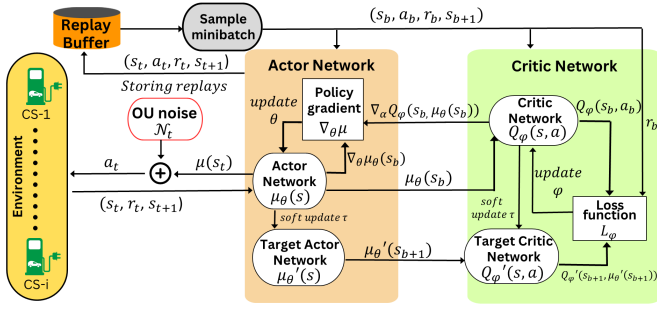 Replay
Buffer
Sample
minibatch
(s_b, a_b, r_b, s_{b+1})
(s_t, a_t, r_t, s_{t+1})
Storing replays
Actor Network
Critic Network
CS-1
Environment
CS-i
OU noise
𝒩_t
a_t
+
μ(s_t)
(s_t, r_t, s_{t+1})
update
θ
Policy
gradient
∇_θ μ
∇_α Q_φ(s_b, μ_θ(s_b))
∇_θ μ_θ(s_b)
Actor
Network
μ_θ(s)
μ_θ(s_b)
soft update τ
Target Actor
Network
μ_θ′(s)
μ_θ′(s_{b+1})
Critic
Network
Q_φ(s, a)
Q_φ(s_b, a_b)
r_b
update
φ
soft
update τ
Loss
function
L_φ
Target Critic
Network
Q_φ′(s, a)
Q_φ′(s_{b+1}, μ_θ′(s_{b+1}))